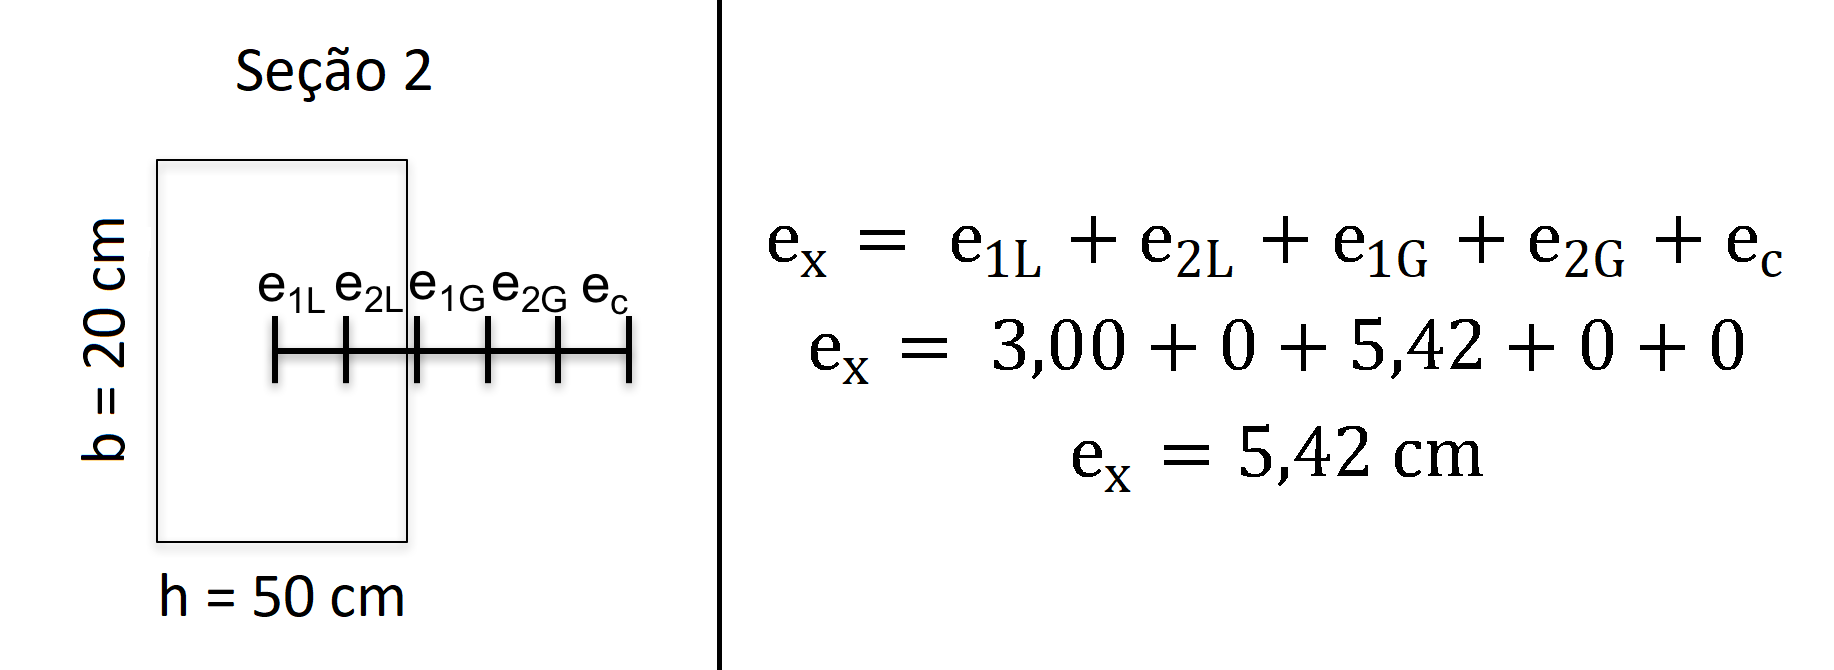 Seção 2
b = 20 cm
e1L e2L e1G e2G ec
h = 50 cm
ex = e1L + e2L + e1G + e2G + ec
ex = 3,00 + 0 + 5,42 + 0 + 0
ex = 5,42 cm